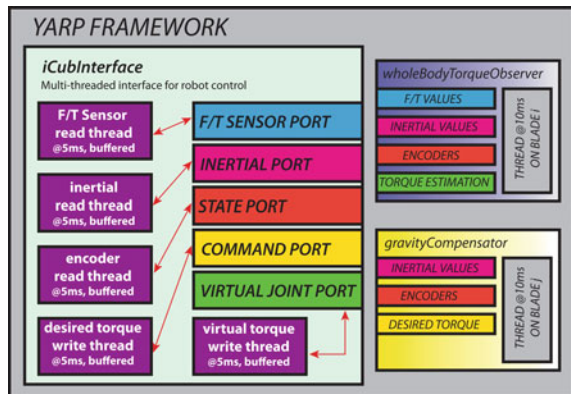 YARP FRAMEWORK
iCubInterface
Multi-threaded interface for robot control
F/T Sensor
read thread
@5ms, buffered
inertial
read thread
@5ms, buffered
encoder
read thread
@5ms, buffered
desired torque
write thread
@5ms, buffered
F/T SENSOR PORT
INERTIAL PORT
STATE PORT
COMMAND PORT
VIRTUAL JOINT PORT
virtual torque
write thread
@5ms, buffered
wholeBodyTorqueObserver
F/T VALUES
INERTIAL VALUES
ENCODERS
TORQUE ESTIMATION
THREAD @10ms
ON BLADE i
gravityCompensator
INERTIAL VALUES
ENCODERS
DESIRED TORQUE
THREAD @10ms
ON BLADE j